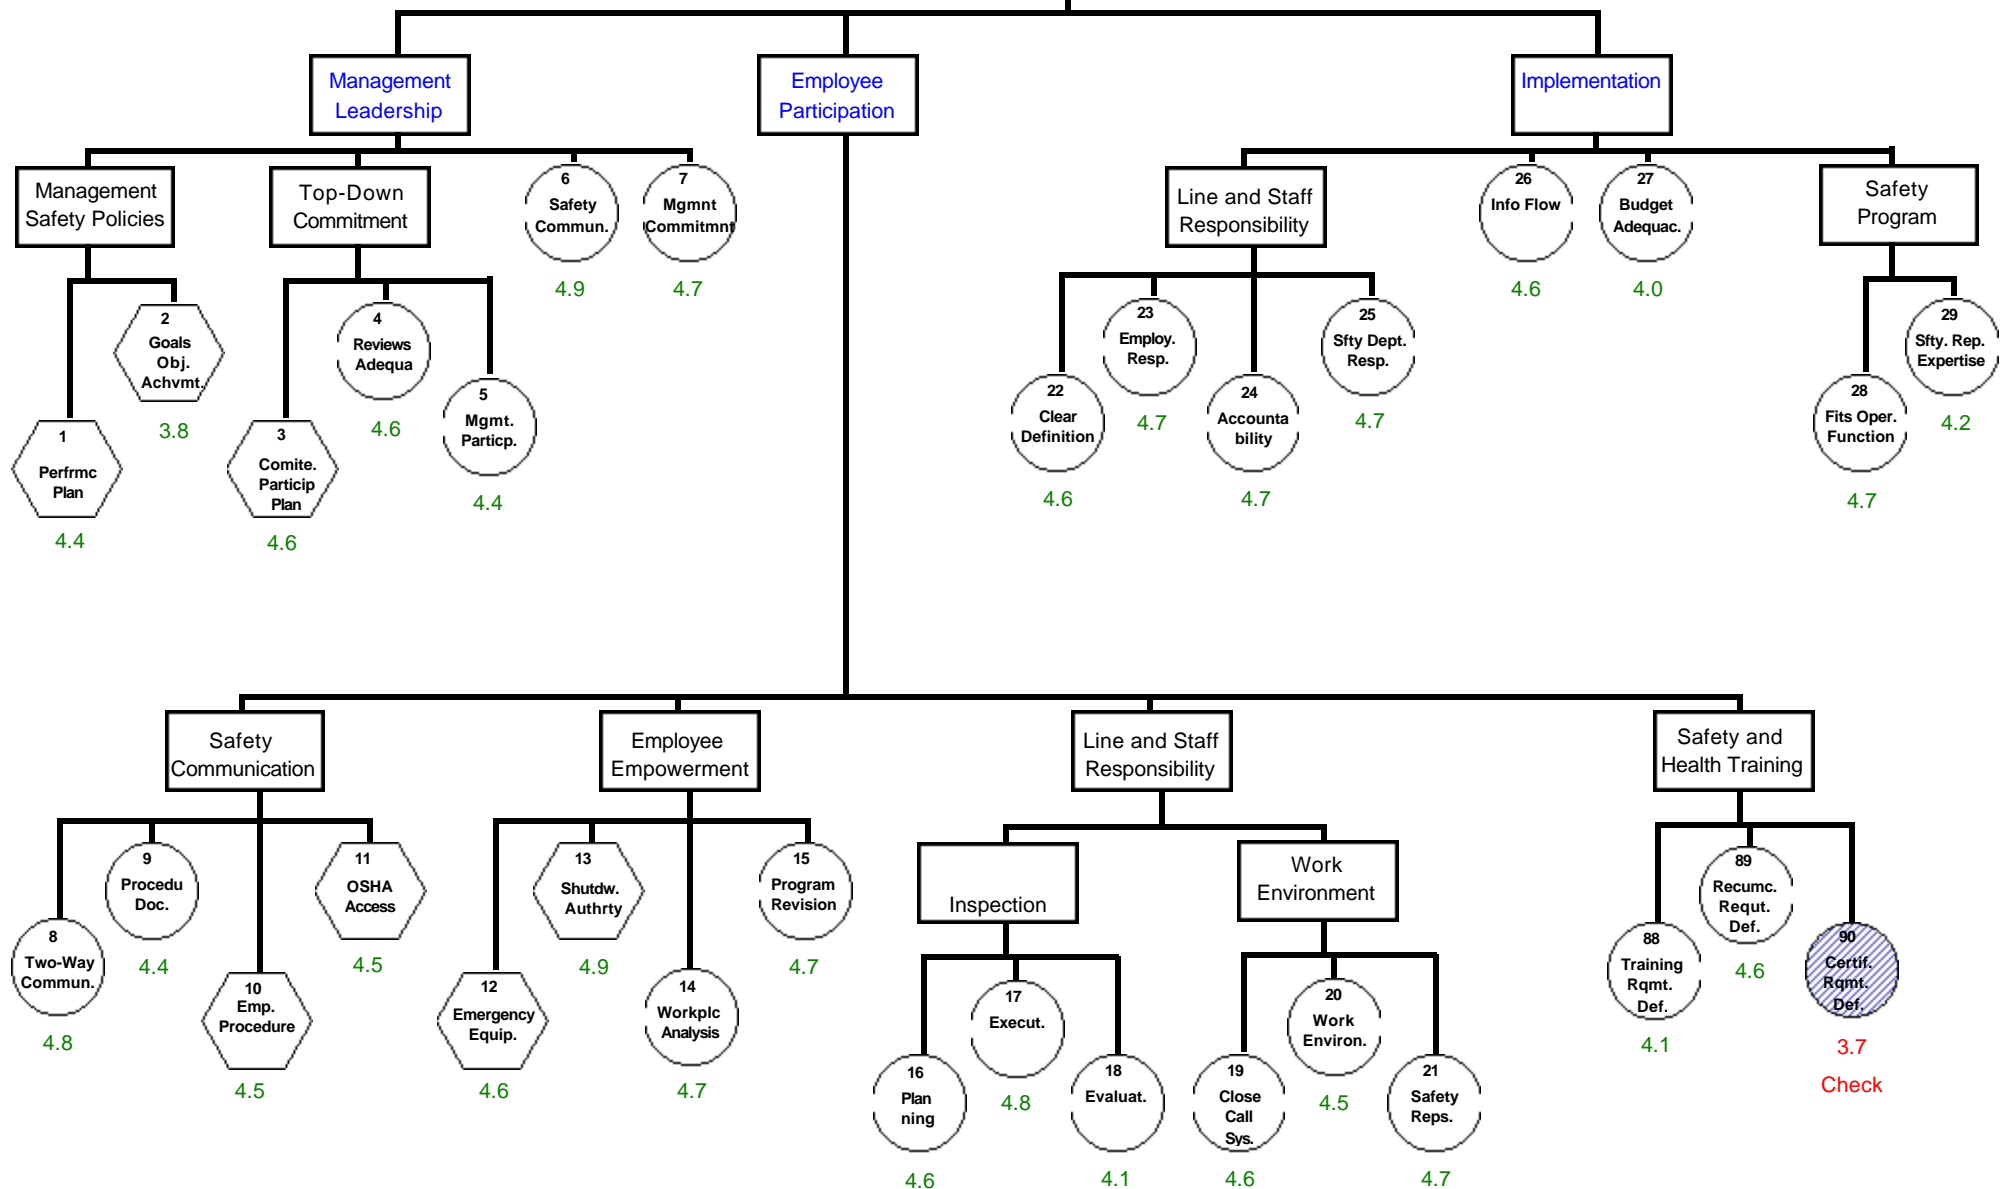 Management
Leadership
Employee
Participation
Implementation
Management
Safety Policies
Top-Down
Commitment
6
Safety
Commun.
4.9
7
Mgmnt
Commitmnt
4.7
Line and Staff
Responsibility
26
Info Flow
4.6
27
Budget
Adequac.
4.0
Safety
Program
1
Perfrmc
Plan
4.4
2
Goals
Obj.
Achvmt.
3.8
3
Comite.
Particip
Plan
4.6
4
Reviews
Adequa
4.6
5
Mgmt.
Particp.
4.4
22
Clear
Definition
4.6
23
Employ.
Resp.
4.7
24
Accounta
bility
4.7
25
Sfty Dept.
Resp.
4.7
28
Fits Oper.
Function
4.7
29
Sfty. Rep.
Expertise
4.2
Safety
Communication
Employee
Empowerment
Line and Staff
Responsibility
Safety and
Health Training
8
Two-Way
Commun.
4.8
9
Procedu
Doc.
4.4
10
Emp.
Procedure
4.5
11
OSHA
Access
4.5
12
Emergency
Equip.
4.6
13
Shutdw.
Authrty
4.9
14
Workplc
Analysis
4.7
15
Program
Revision
4.7
Inspection
Work
Environment
16
Plan
ning
4.6
17
Execut.
4.8
18
Evaluat.
4.1
19
Close
Call
Sys.
4.6
20
Work
Environ.
4.5
21
Safety
Reps.
4.7
88
Training
Rqmt.
Def.
4.1
89
Recumc.
Requt.
Def.
4.6
90
Certif.
Rqmt.
Def.
3.7
Check